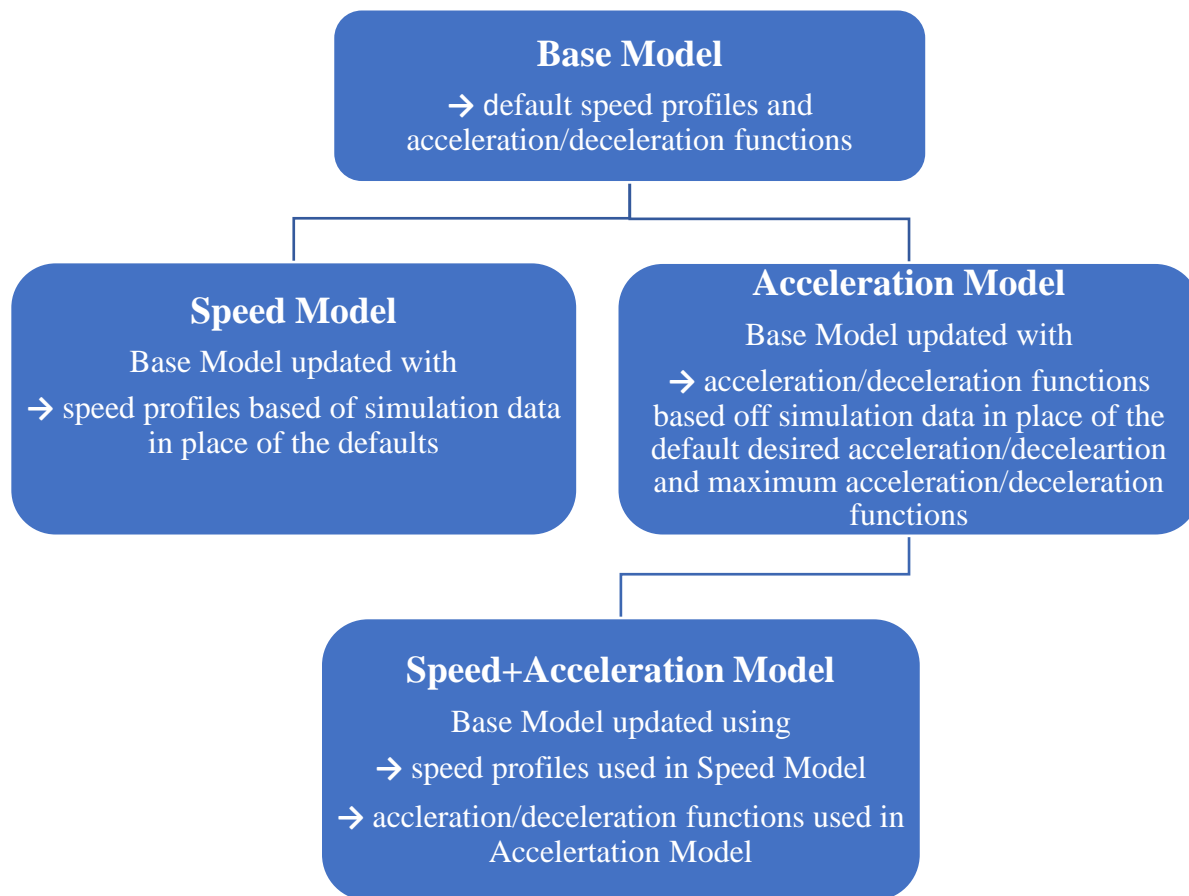 Base Model
→ default speed profiles and
acceleration/deceleration functions
Speed Model
Base Model updated with
→ speed profiles based of simulation data
in place of the defaults
Acceleration Model
Base Model updated with
→ acceleration/deceleration functions
based off simulation data in place of the
default desired acceleration/deceleartion
and maximum acceleration/deceleration
functions
Speed+Acceleration Model
Base Model updated using
→ speed profiles used in Speed Model
→ accleration/deceleration functions used in
Accelertation Model